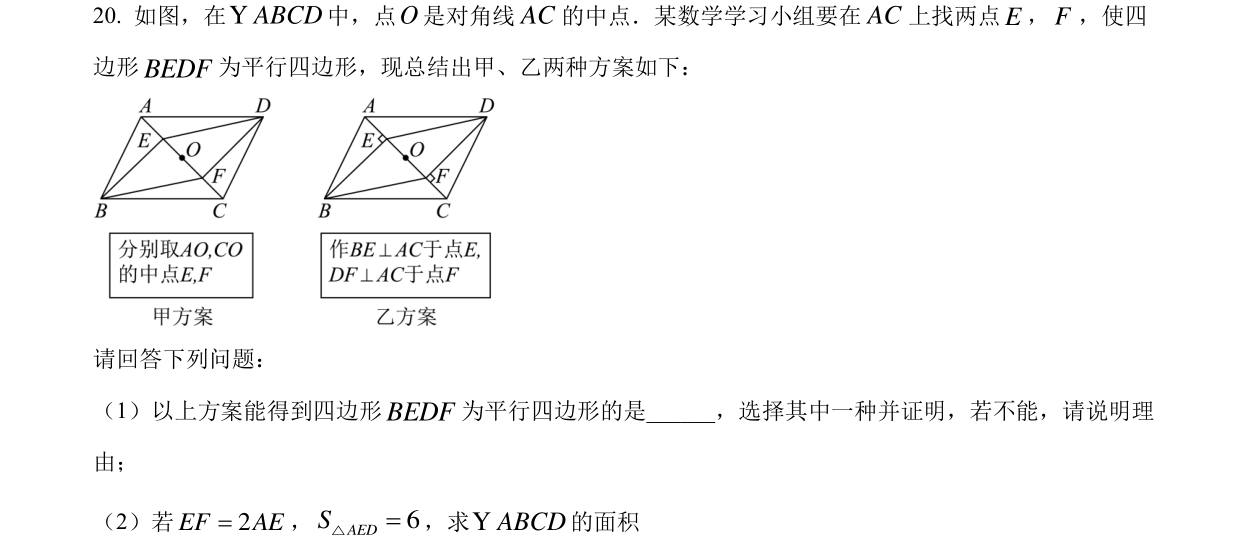 20. 如图，在Y ABCD中，点O是对角线AC的中点．某数学学习小组要在AC上找两点E，F，使四
边形BEDF为平行四边形，现总结出甲、乙两种方案如下：
A D A D
E O E O
F F
B C B C
分别取AO,CO 作BE⊥AC于点E,
的中点E,F DF⊥AC于点F
甲方案 乙方案
请回答下列问题：
（1）以上方案能得到四边形BEDF为平行四边形的是______，选择其中一种并证明，若不能，请说明理
由；
（2）若EF=2AE，S△AED=6，求Y ABCD的面积